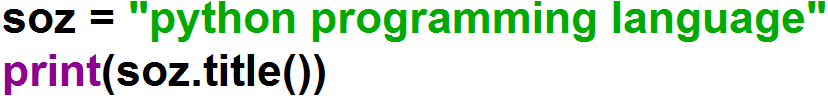 soz = "python programming language"
print(soz.title())